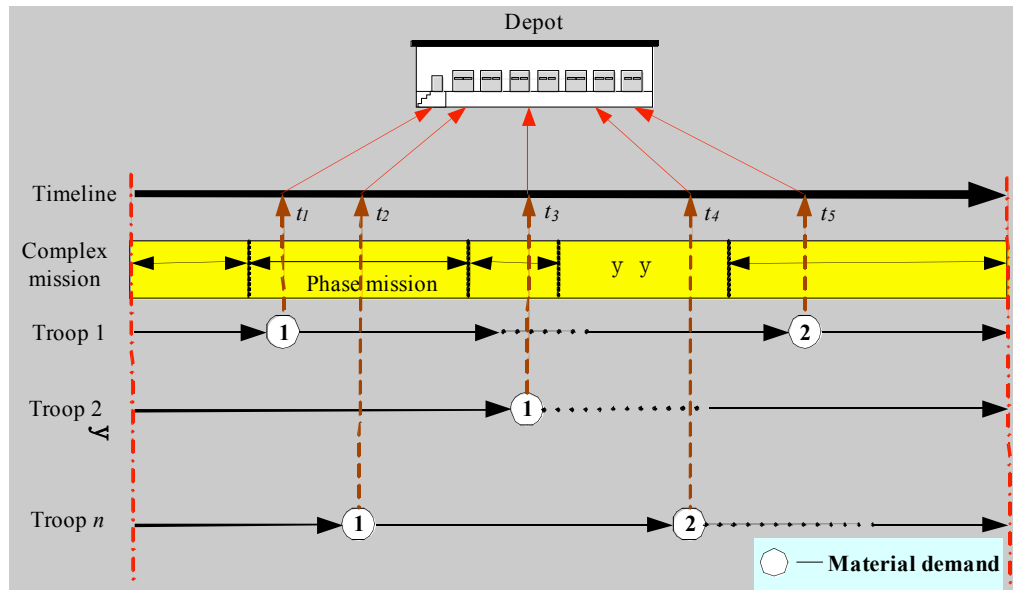 Depot
Timeline
t1 t2 t3 t4 t5
Complex
mission
Phase mission
y y
Troop 1
1
2
Troop 2
1
y
Troop n
1
2
Material demand